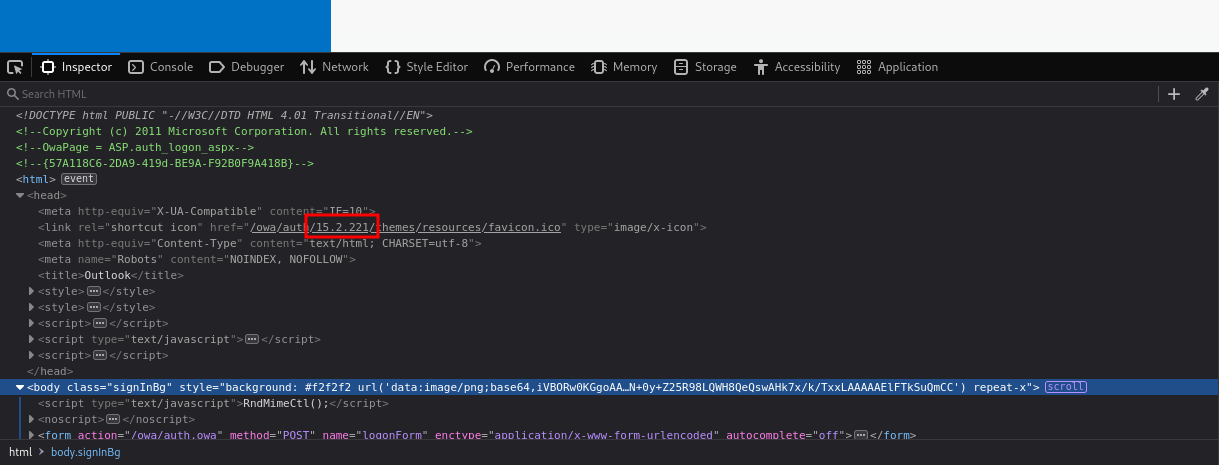 Inspector Console Debugger Network Style Editor Performance Memory Storage Accessibility Application
Search HTML
<!DOCTYPE html PUBLIC "-//W3C//DTD HTML 4.01 Transitional//EN">
<!--Copyright (c) 2011 Microsoft Corporation. All rights reserved.-->
<!--OwaPage = ASP.auth_logon_aspx-->
<!--{57A118C6-2DA9-419d-BE9A-F92B0F9A418B}-->
<html> event
<head>
<meta http-equiv="X-UA-Compatible" content="IE=10">
<link rel="shortcut icon" href="/owa/auth/15.2.221/themes/resources/favicon.ico" type="image/x-icon">
<meta http-equiv="Content-Type" content="text/html; CHARSET=utf-8">
<meta name="Robots" content="NOINDEX, NOFOLLOW">
<title>Outlook</title>
<style>…</style>
<style>…</style>
<script>…</script>
<script type="text/javascript">…</script>
<script>…</script>
</head>
<body class="signInBg" style="background: #f2f2f2 url('data:image/png;base64,iVBORw0KGgoAA…N+0y+Z25R98LQWH8QeQswAHk7x/k/TxxLAAAAAElFTkSuQmCC') repeat-x"> scroll
<script type="text/javascript">RndMimeCtl();</script>
<noscript>…</noscript>
<form action="/owa/auth.owa" method="POST" name="logonForm" enctype="application/x-www-form-urlencoded" autocomplete="off">…</form>
html > body.signInBg